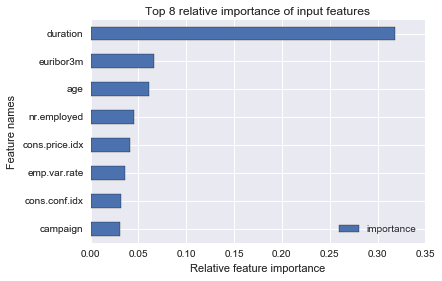 Top 8 relative importance of input features
duration
euribor3m
age
nr.employed
cons.price.idx
emp.var.rate
cons.conf.idx
campaign
Feature names
importance
0.00 0.05 0.10 0.15 0.20 0.25 0.30 0.35
Relative feature importance